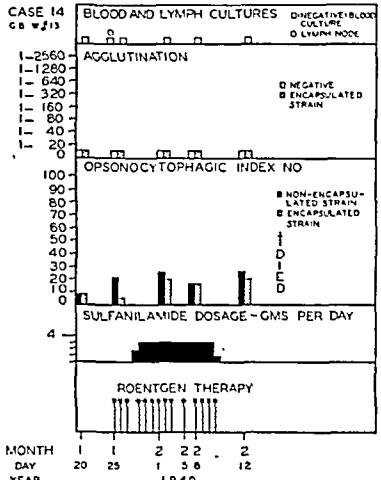 CASE 14
G B W♀13
BLOOD AND LYMPH CULTURES
□-NEGATIVE: BLOOD CULTURE
O LYMPH NODE
AGGLUTINATION
1-2560
1-1280
1- 640
1- 320
1- 160
1- 80
1- 40
1- 20
0
□ NEGATIVE
ENCAPSULATED STRAIN
OPSONOCYTOPHAGIC INDEX NO
100
90
80
70
60
50
40
30
20
10
0
NON-ENCAPSU-
LATED STRAIN
ENCAPSULATED
STRAIN
DIED
SULFANILAMIDE DOSAGE-GMS PER DAY
4
ROENTGEN THERAPY
MONTH 1 1 2 2 2 2
DAY 20 25 1 5 8 12
YEAR 1940